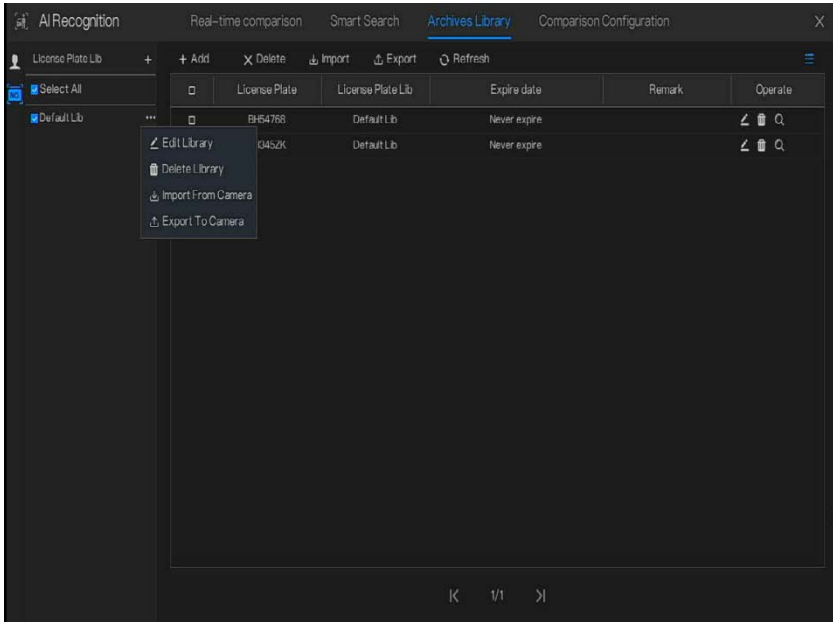 AI Recognition Real-time comparison Smart Search Archives Library Comparison Configuration X
License Plate Lib + + Add Delete Import Export Refresh
Select All License Plate License Plate Lib Expire date Remark Operate
Default Lib ... BH54768 Default Lib Never expire
Edit Library 345ZK Default Lib Never expire
Delete Library
Import From Camera
Export To Camera
1/1